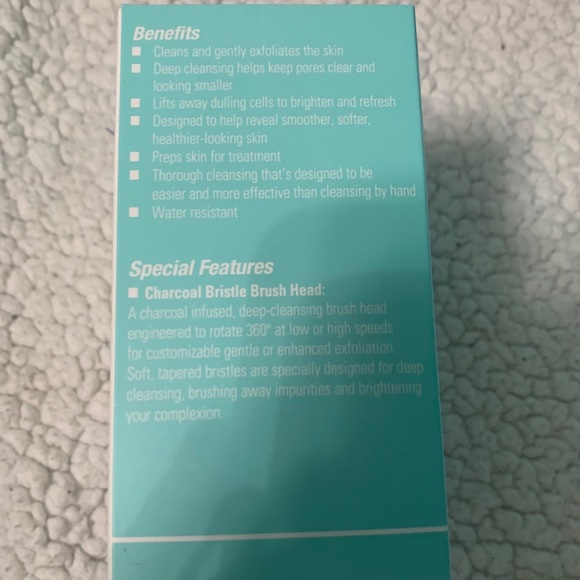 Benefits
■ Cleans and gently exfoliates the skin
■ Deep cleansing helps keep pores clear and
looking smaller
■ Lifts away dulling cells to brighten and refresh
■ Designed to help reveal smoother, softer,
healthier-looking skin
■ Preps skin for treatment
■ Thorough cleansing that's designed to be
easier and more effective than cleansing by hand
■ Water resistant
Special Features
■ Charcoal Bristle Brush Head:
A charcoal infused, deep-cleansing brush head
engineered to rotate 360° at low or high speeds
for customizable gentle or enhanced exfoliation.
Soft, tapered bristles are specially designed for deep
cleansing, brushing away impurities and brightening
your complexion.